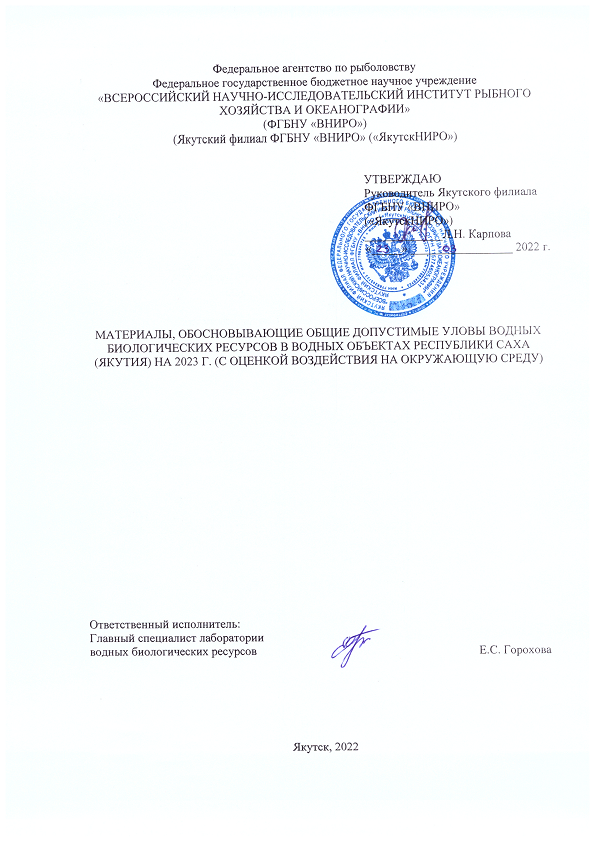 Федеральное агентство по рыболовству
Федеральное государственное бюджетное научное учреждение
«ВСЕРОССИЙСКИЙ НАУЧНО-ИССЛЕДОВАТЕЛЬСКИЙ ИНСТИТУТ РЫБНОГО
ХОЗЯЙСТВА И ОКЕАНОГРАФИИ»
(ФГБНУ «ВНИРО»)
(Якутский филиал ФГБНУ «ВНИРО» («ЯкутскНИРО»)
УТВЕРЖДАЮ
Руководитель Якутского филиала
ФГБНУ «ВНИРО»
(«ЯкутскНИРО»)
Л.Н. Карпова
23 03 2022 г.
МАТЕРИАЛЫ, ОБОСНОВЫВАЮЩИЕ ОБЩИЕ ДОПУСТИМЫЕ УЛОВЫ ВОДНЫХ
БИОЛОГИЧЕСКИХ РЕСУРСОВ В ВОДНЫХ ОБЪЕКТАХ РЕСПУБЛИКИ САХА
(ЯКУТИЯ) НА 2023 Г. (С ОЦЕНКОЙ ВОЗДЕЙСТВИЯ НА ОКРУЖАЮЩУЮ СРЕДУ)
Ответственный исполнитель:
Главный специалист лаборатории
водных биологических ресурсов
Е.С. Горохова
Якутск, 2022